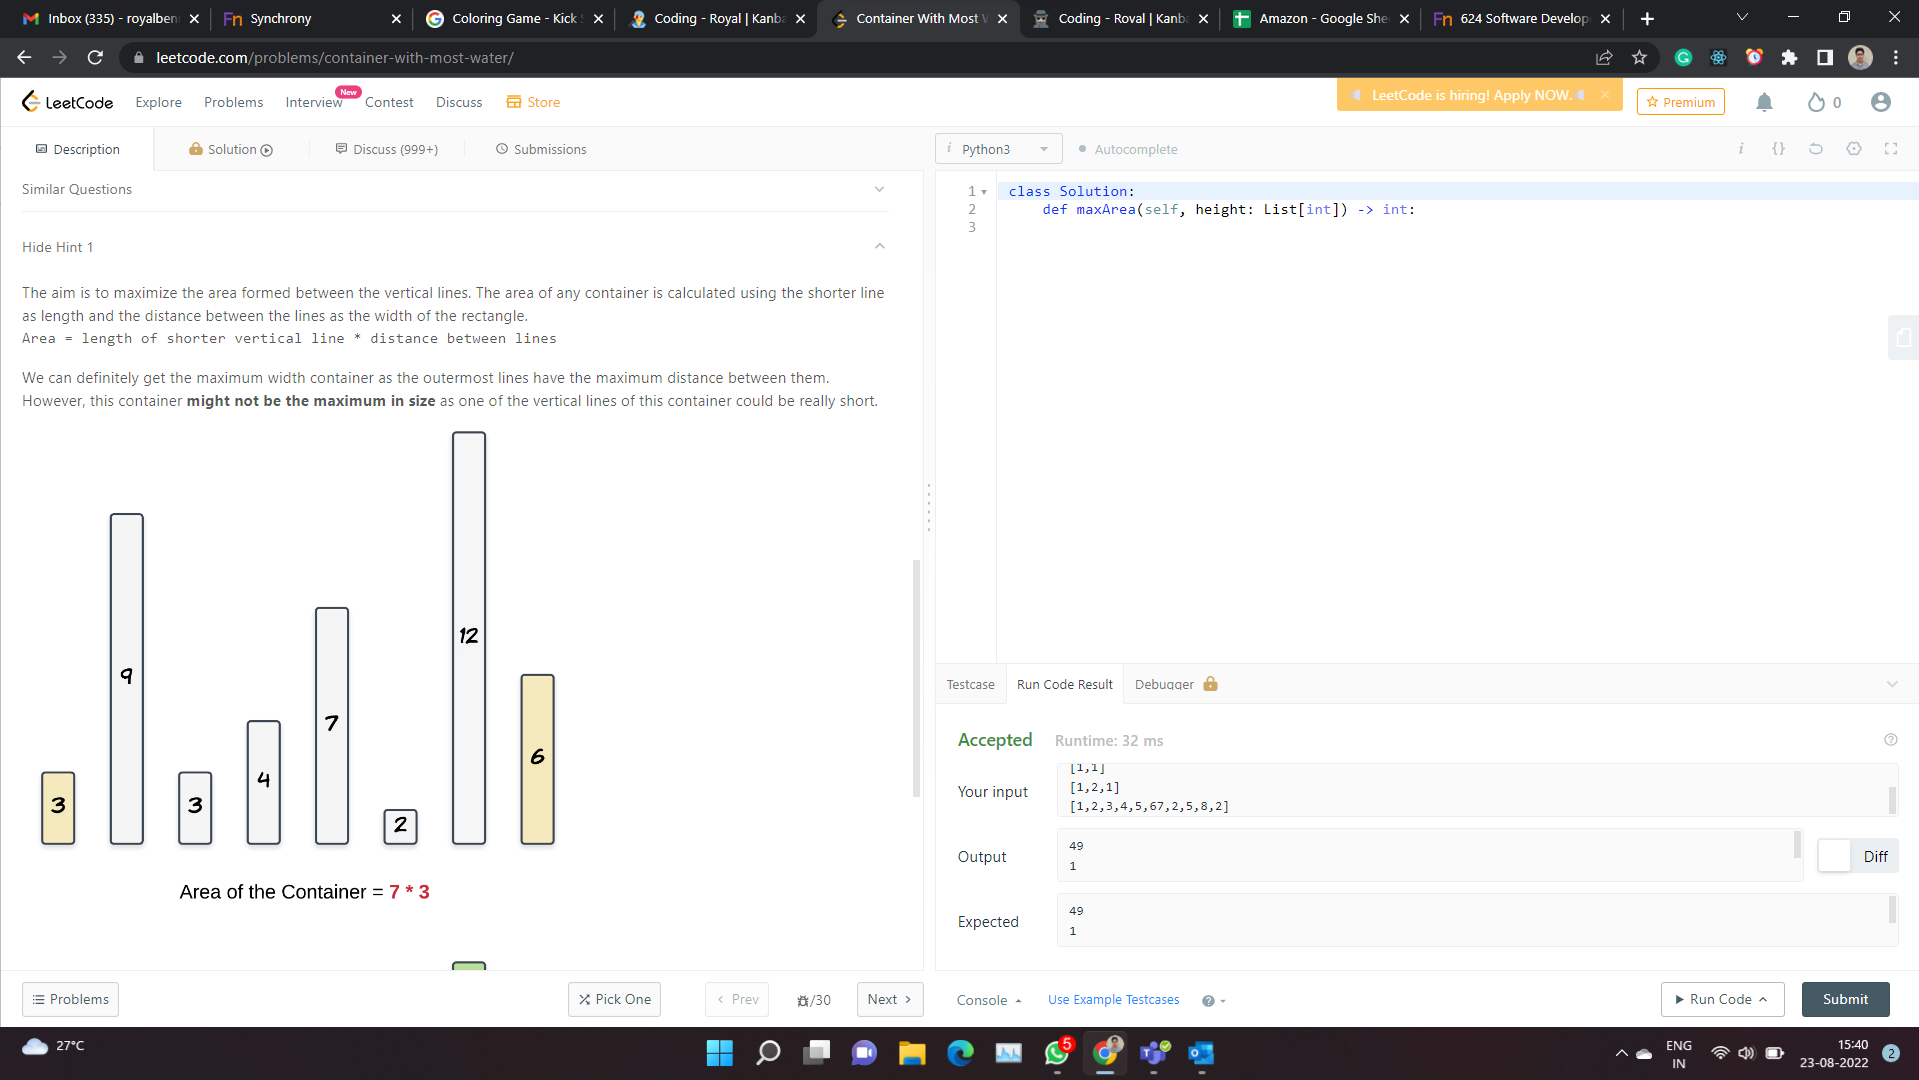 Inbox (335) - royalben
Synchrony
Coloring Game - Kick S
Coding - Royal | Kanba
Container With Most W
Coding - Royal | Kanba
Amazon - Google She
624 Software Develop
leetcode.com/problems/container-with-most-water/
LeetCode
Explore
Problems
Interview
New
Contest
Discuss
Store
LeetCode is hiring! Apply NOW.
Premium
0
Description
Solution
Discuss (999+)
Submissions
i Python3
Autocomplete
i {}
Similar Questions
Hide Hint 1
The aim is to maximize the area formed between the vertical lines. The area of any container is calculated using the shorter line
as length and the distance between the lines as the width of the rectangle.
Area = length of shorter vertical line * distance between lines
We can definitely get the maximum width container as the outermost lines have the maximum distance between them.
However, this container might not be the maximum in size as one of the vertical lines of this container could be really short.
3
9
3
4
7
2
12
6
Area of the Container = 7 * 3
1 class Solution:
2 def maxArea(self, height: List[int]) -> int:
3
Testcase
Run Code Result
Debugger
Accepted
Runtime: 32 ms
Your input
[1,1]
[1,2,1]
[1,2,3,4,5,67,2,5,8,2]
Output
49
1
Diff
Expected
49
1
Problems
Pick One
Prev
/30
Next
Console
Use Example Testcases
Run Code
Submit
27°C
5
ENG
IN
15:40
23-08-2022
2